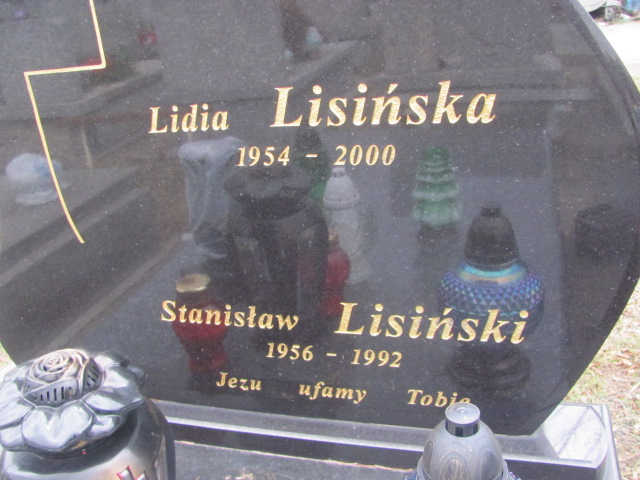 Lidia Lisińska
1954 - 2000
Stanisław Lisiński
1956 - 1992
Jezu ufamy Tobie